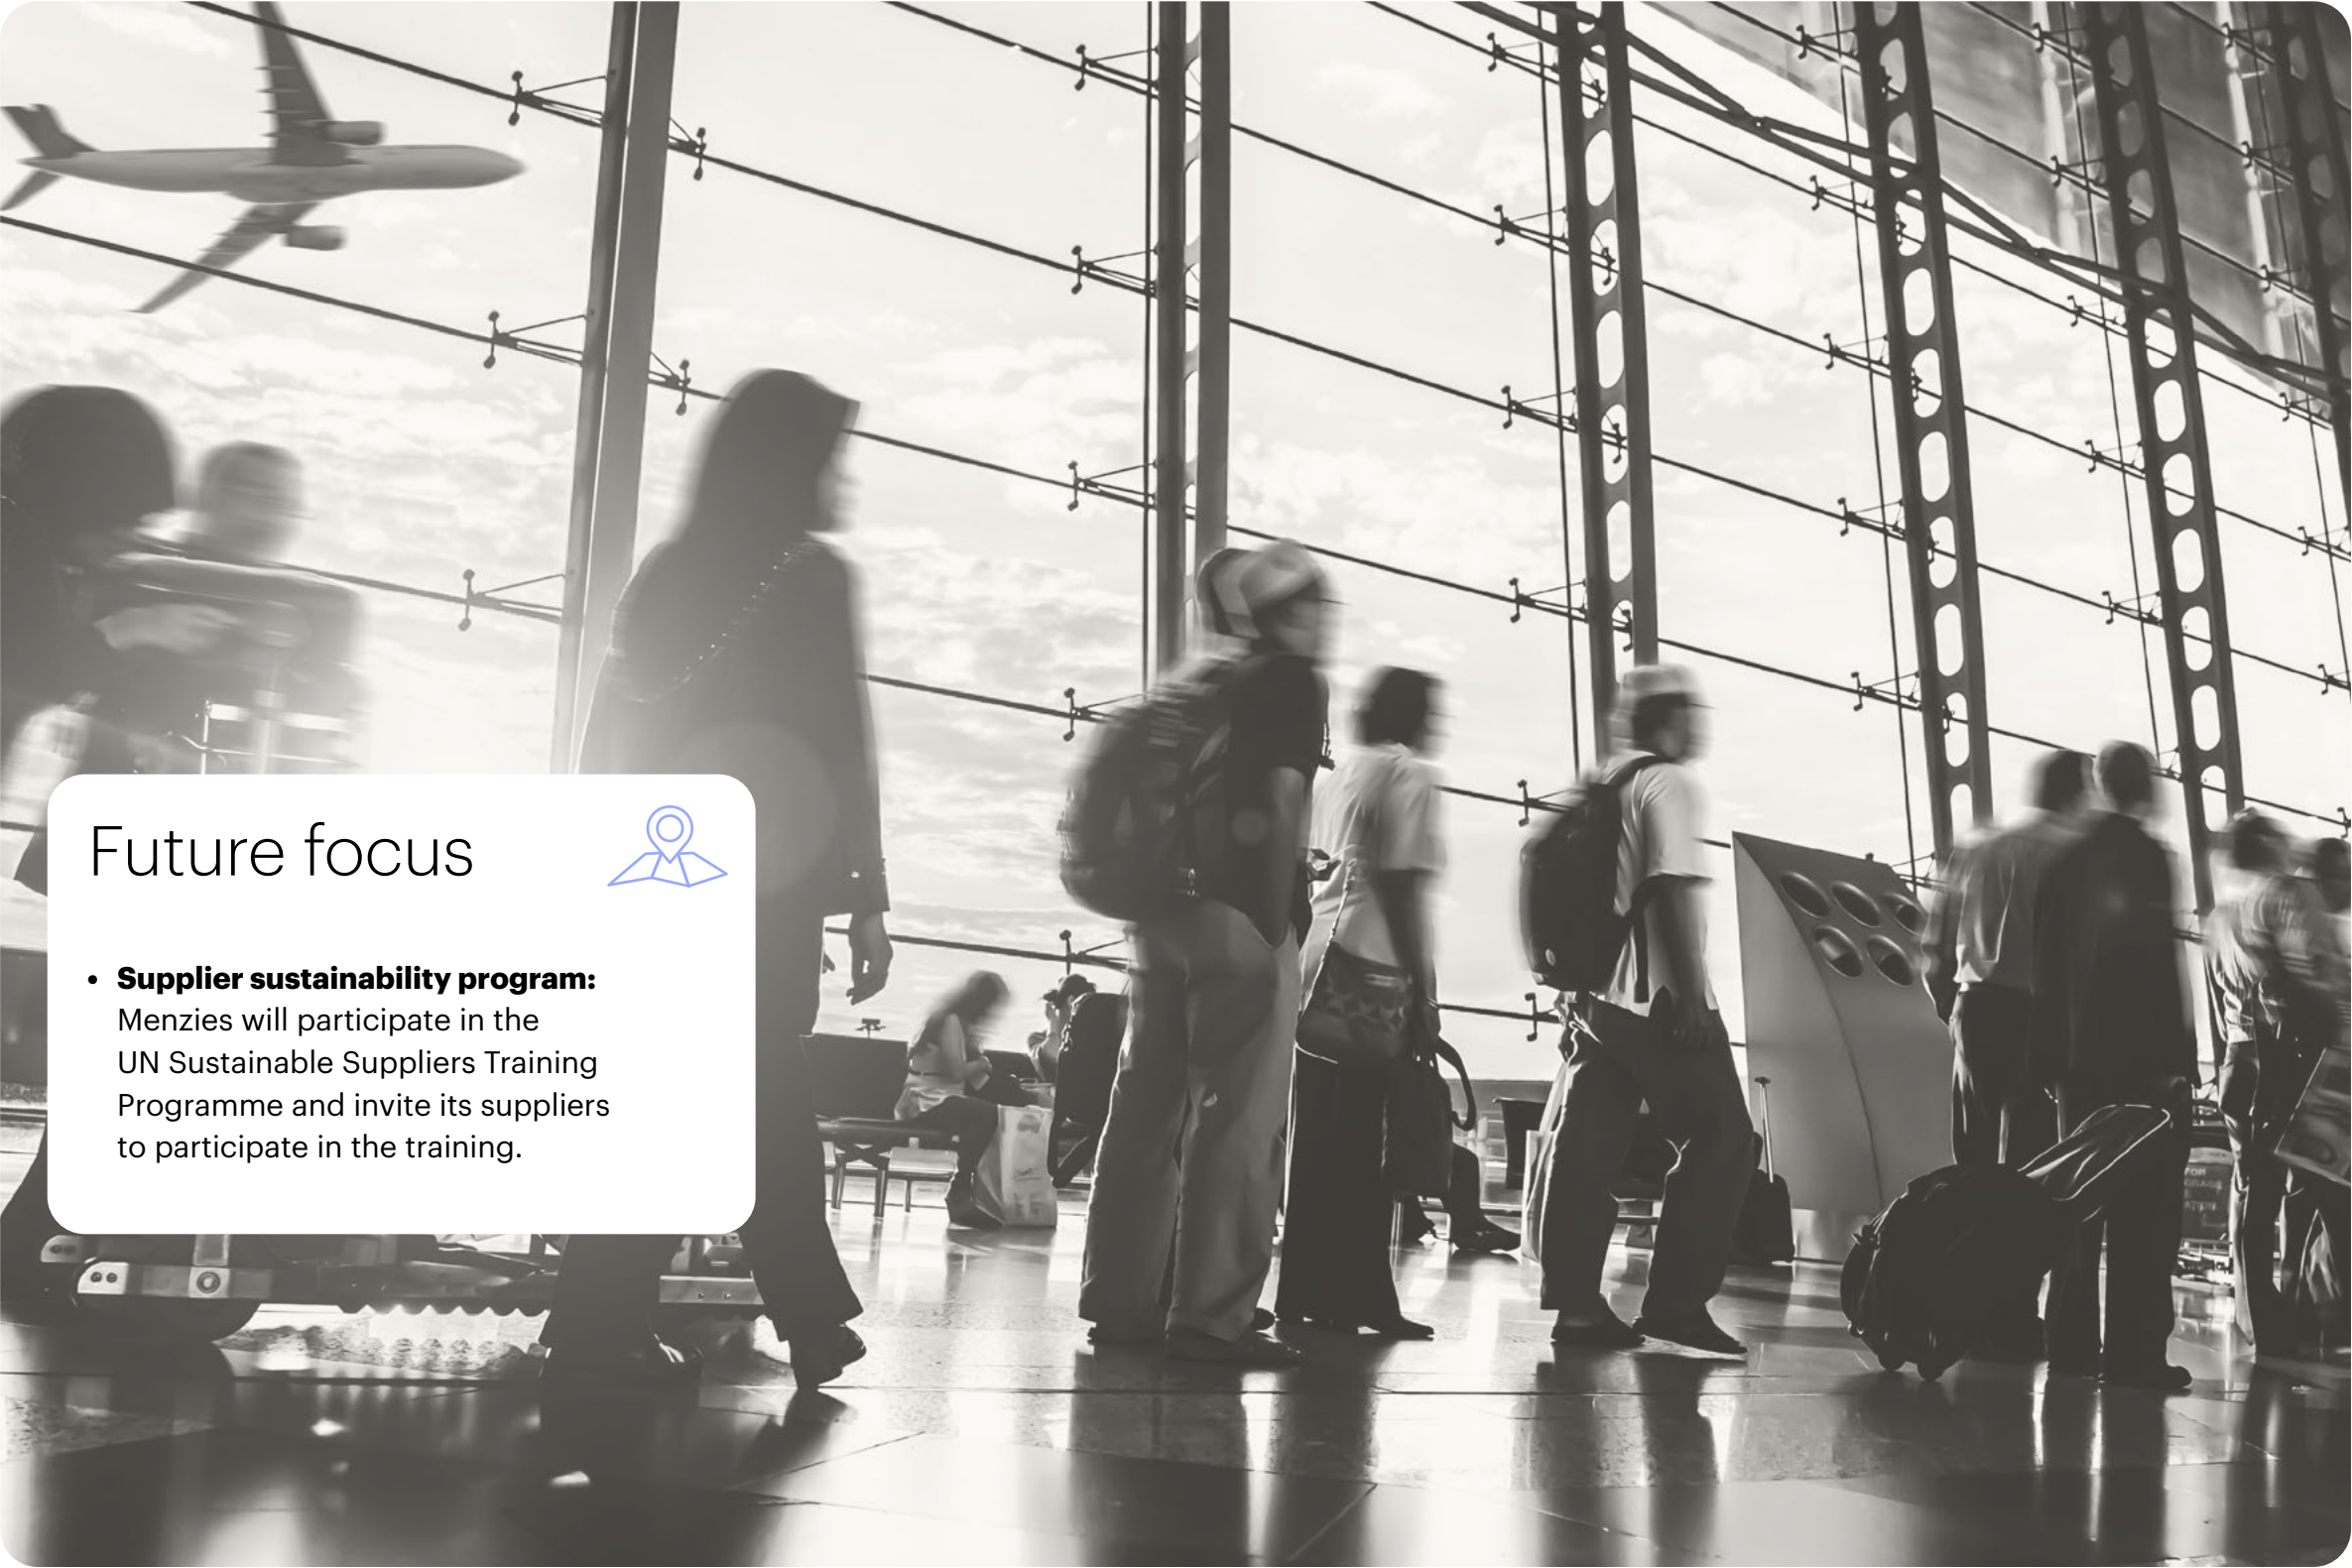 Future focus
• Supplier sustainability program:
Menzies will participate in the
UN Sustainable Suppliers Training
Programme and invite its suppliers
to participate in the training.